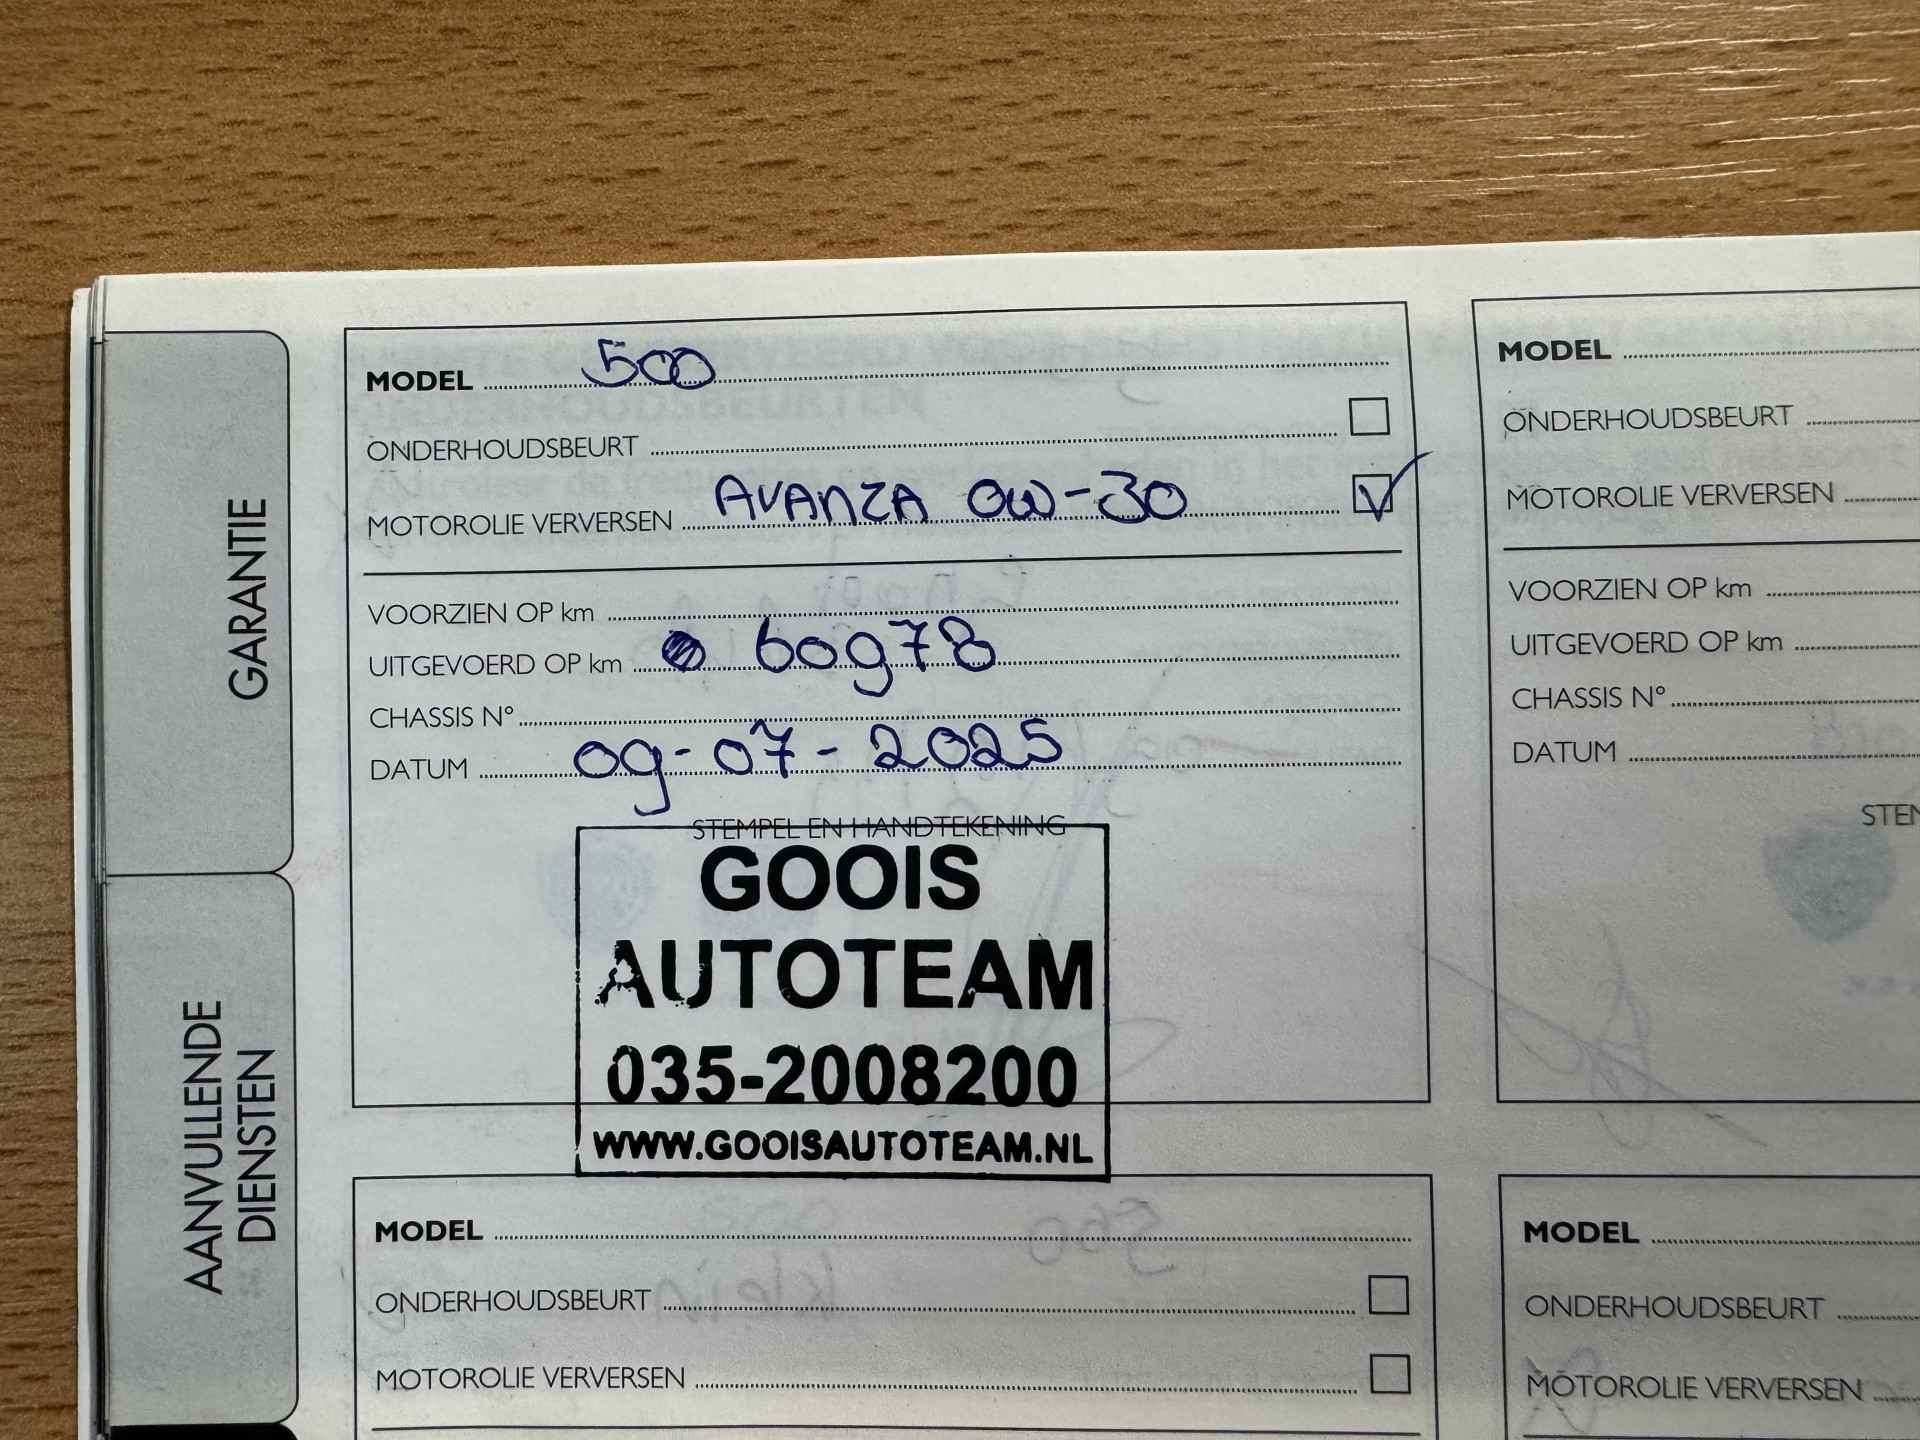 GARANTIE
AANVULLENDE
DIENSTEN
MODEL 500
ONDERHOUDSBEURT
MOTOROLIE VERVERSEN AVANZA 0W-30
VOORZIEN OP km
UITGEVOERD OP km 60978
CHASSIS N°
DATUM 09-07-2025
STEMPEL EN HANDTEKENING
GOOIS
AUTOTEAM
035-2008200
WWW.GOOISAUTOTEAM.NL
MODEL
ONDERHOUDSBEURT
MOTOROLIE VERVERSEN
VOORZIEN OP km
UITGEVOERD OP km
CHASSIS N°
DATUM
STEM
MODEL
ONDERHOUDSBEURT
MOTOROLIE VERVERSEN
MODEL
ONDERHOUDSBEURT
MOTOROLIE VERVERSEN